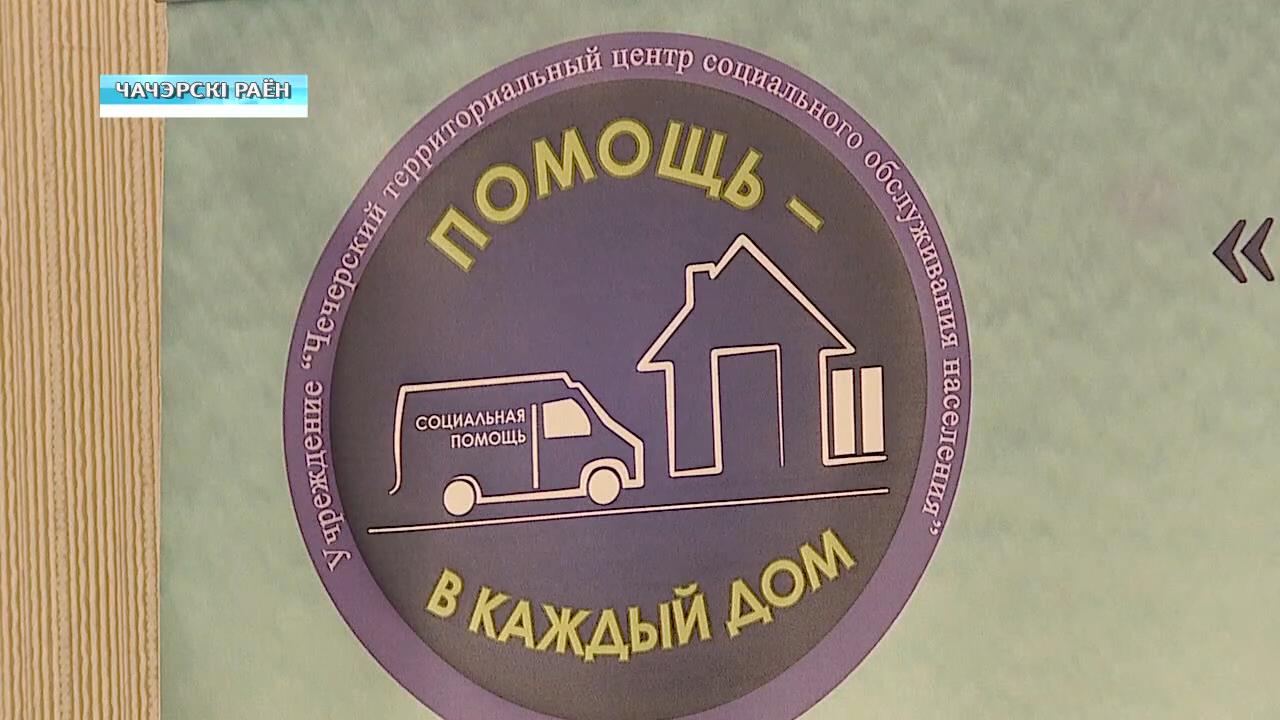 ЧАЧЭРСКІ РАЁН
Учреждение “Чечерский территориальный центр социального обслуживания населения”
ПОМОЩЬ –
СОЦИАЛЬНАЯ
ПОМОЩЬ
В КАЖДЫЙ ДОМ
«